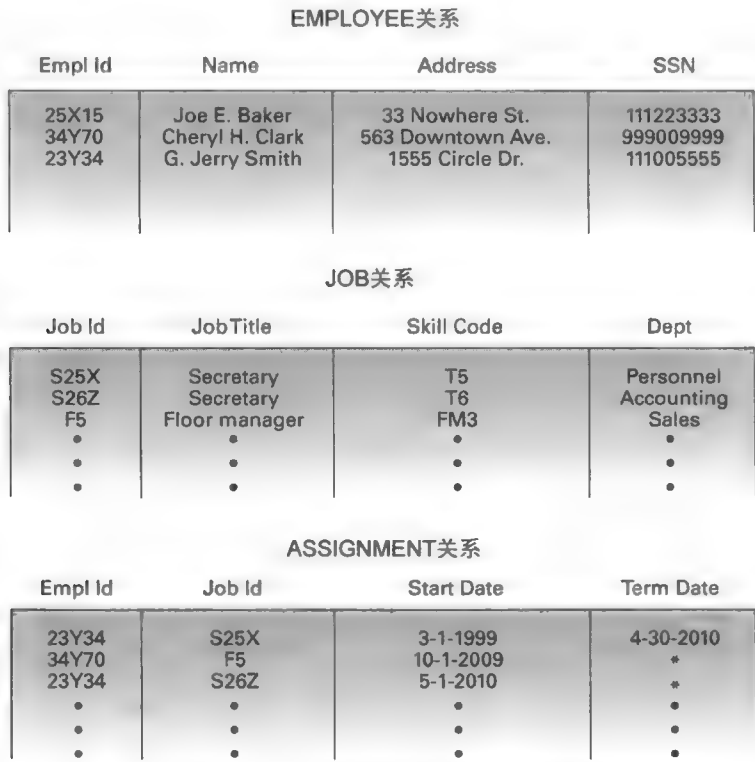 EMPLOYEE关系
Empl Id Name Address SSN
25X15 Joe E. Baker 33 Nowhere St. 111223333
34Y70 Cheryl H. Clark 563 Downtown Ave. 999009999
23Y34 G. Jerry Smith 1555 Circle Dr. 111005555
JOB关系
Job Id Job Title Skill Code Dept
S25X Secretary T5 Personnel
S26Z Secretary T6 Accounting
F5 Floor manager FM3 Sales
• • • •
• • • •
• • • •
ASSIGNMENT关系
Empl Id Job Id Start Date Term Date
23Y34 S25X 3-1-1999 4-30-2010
34Y70 F5 10-1-2009 *
23Y34 S26Z 5-1-2010 *
• • • •
• • • •
• • • •